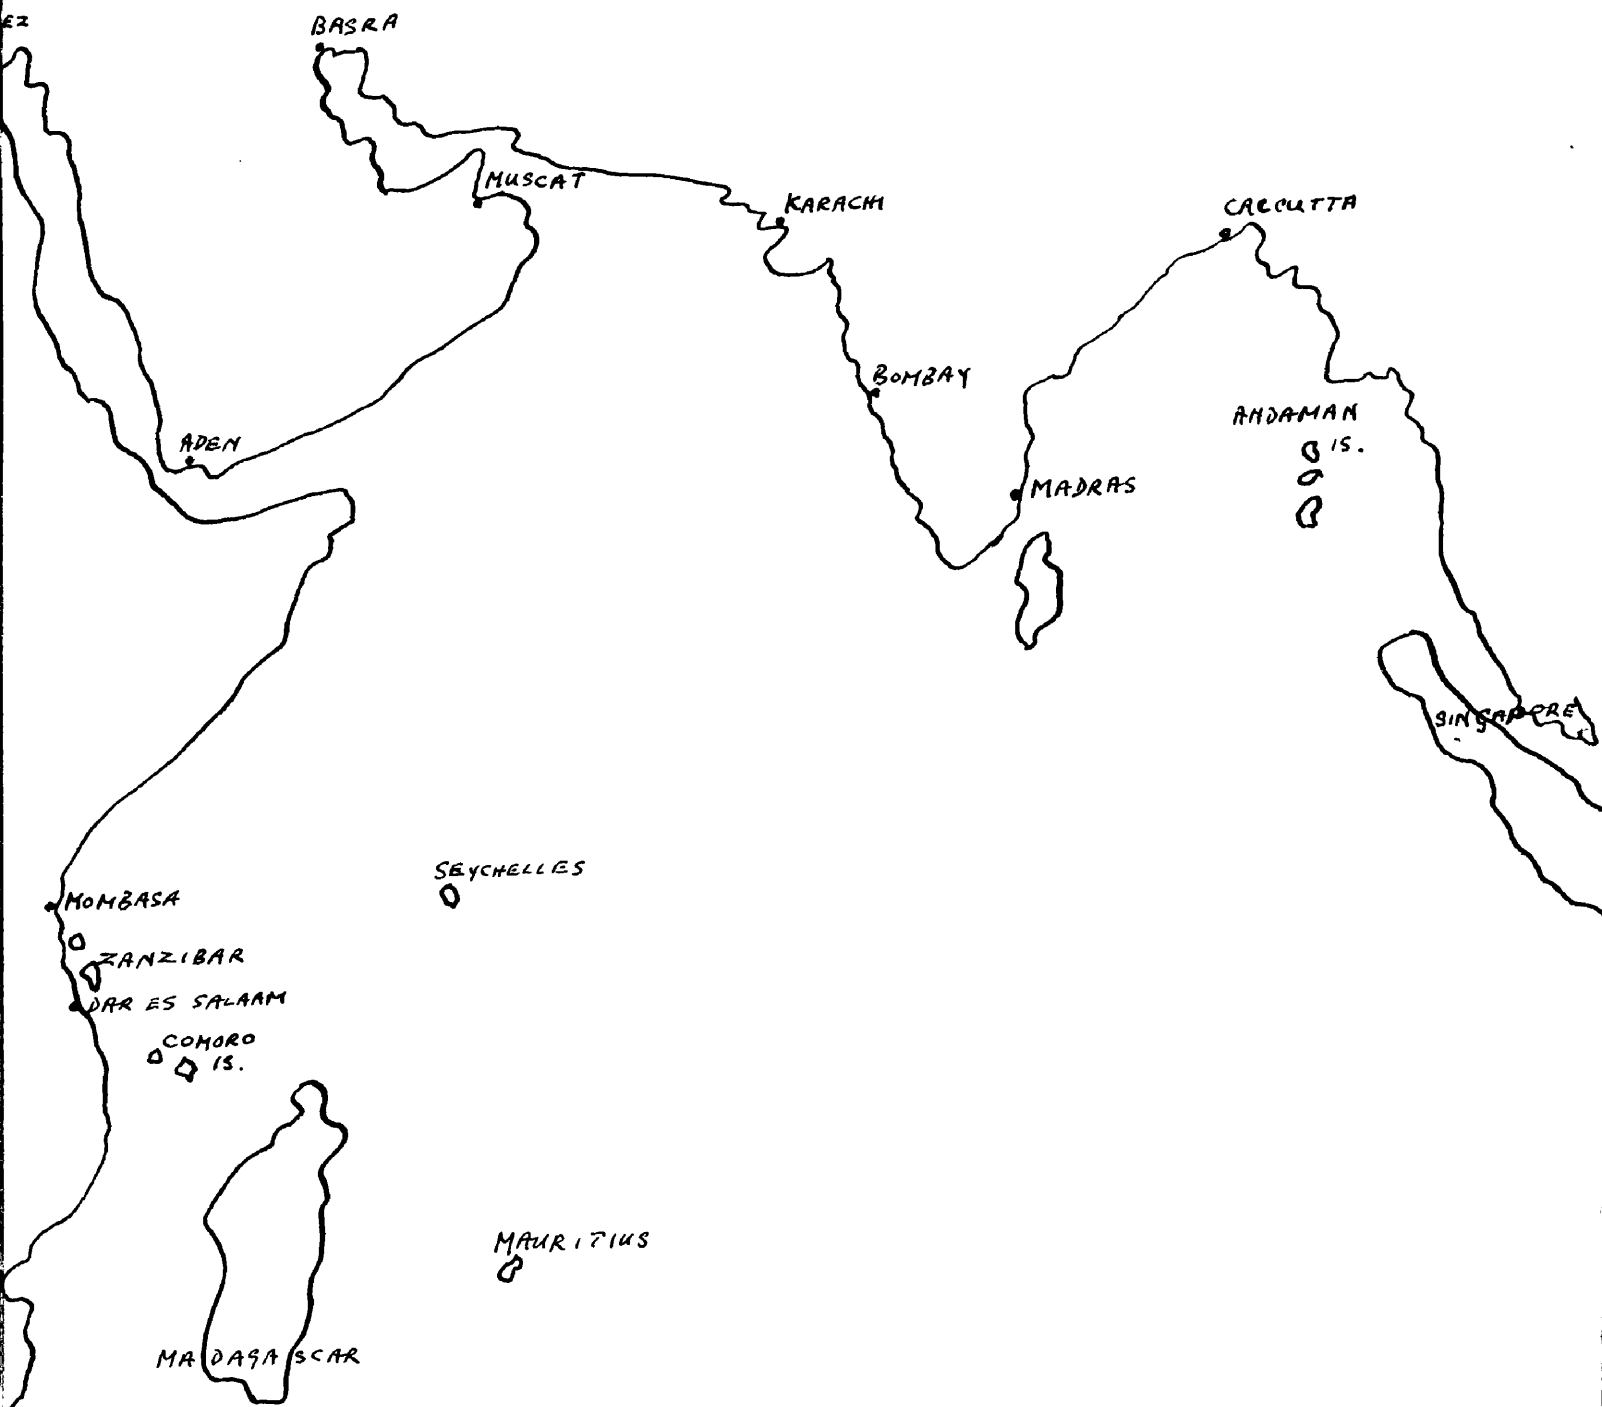 EZ
BASRA
MUSCAT
KARACHI
CALCUTTA
BOMBAY
ANDAMAN
IS.
ADEN
MADRAS
SINGAPORE
SEYCHELLES
MOMBASA
ZANZIBAR
DAR ES SALAAM
COMORO
IS.
MAURITIUS
MADAGASCAR